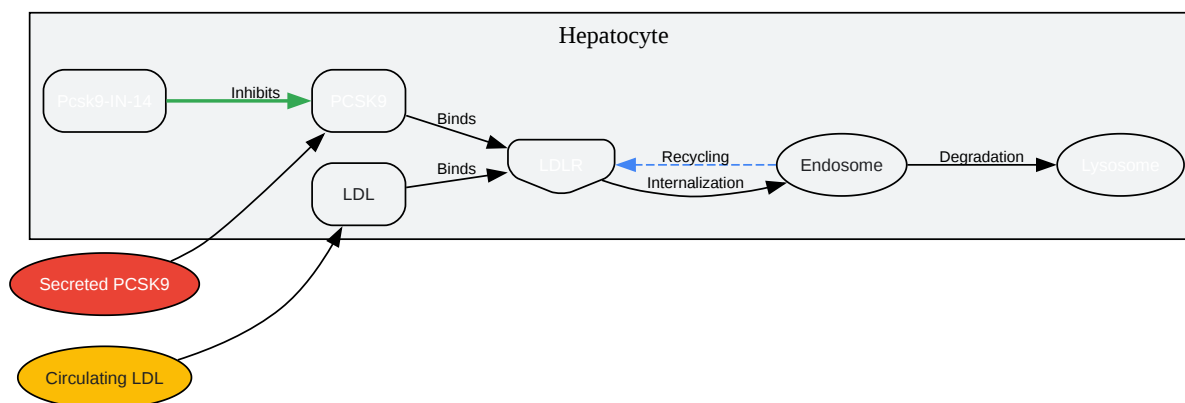 Hepatocyte
Pcsk9-IN-14
Inhibits
PCSK9
Binds
LDL
Binds
LDLR
Recycling
Internalization
Endosome
Degradation
Lysosome
Secreted PCSK9
Circulating LDL